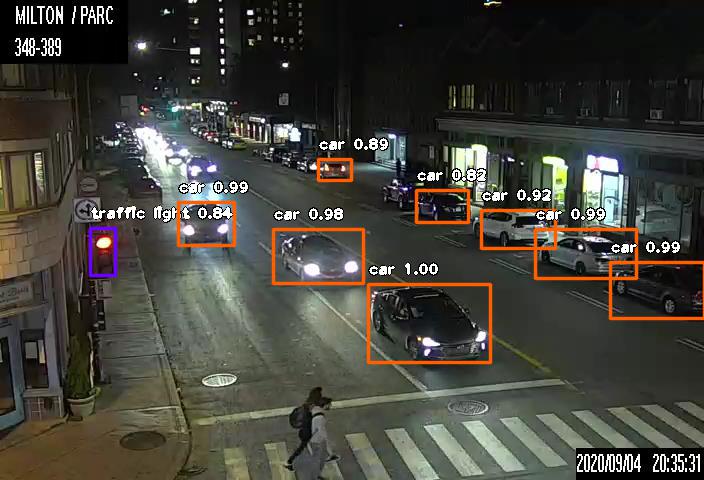 MILTON / PARC
348-389
car 0.89
car 0.82
car 0.99
car 0.92
traffic light 0.84
car 0.98
car 0.99
car 0.99
car 1.00
2020/09/04 20:35:31